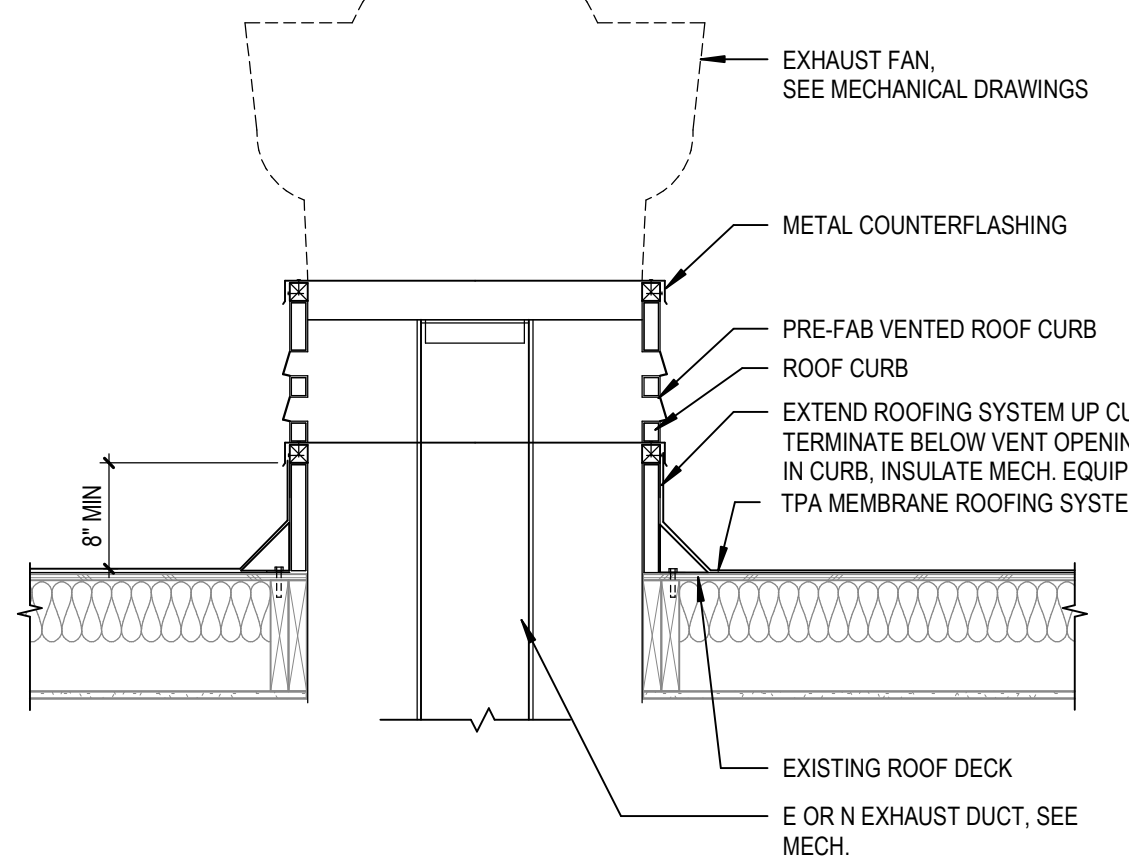 EXHAUST FAN,
SEE MECHANICAL DRAWINGS
METAL COUNTERFLASHING
PRE-FAB VENTED ROOF CURB
ROOF CURB
EXTEND ROOFING SYSTEM UP
TERMINATE BELOW VENT
IN CURB, INSULATE MECH. EQUIP
TPA MEMBRANE ROOFING
8" MIN
EXISTING ROOF DECK
E OR N EXHAUST DUCT, SEE
MECH.